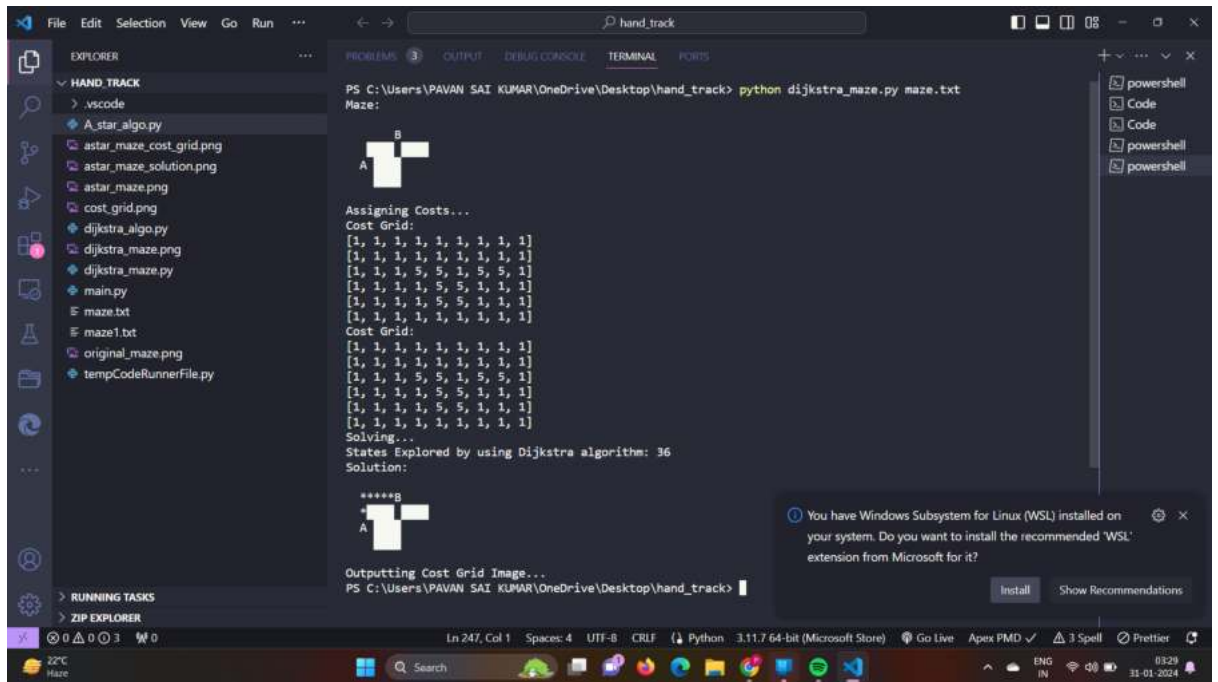 File Edit Selection View Go Run ...
hand_track
EXPLORER
HAND_TRACK
.vscode
A_star_algo.py
astar_maze_cost_grid.png
astar_maze_solution.png
astar_maze.png
cost_grid.png
dijkstra_algo.py
dijkstra_maze.png
dijkstra_maze.py
main.py
maze.txt
maze1.txt
original_maze.png
tempCodeRunnerFile.py
RUNNING TASKS
ZIP EXPLORER
PROBLEMS 3 OUTPUT DEBUG CONSOLE TERMINAL PORTS
PS C:\Users\PAVAN SAI KUMAR\OneDrive\Desktop\hand_track> python dijkstra_maze.py maze.txt
Maze:
B
A
Assigning Costs...
Cost Grid:
[1, 1, 1, 1, 1, 1, 1, 1, 1]
[1, 1, 1, 1, 1, 1, 1, 1, 1]
[1, 1, 1, 5, 5, 1, 5, 5, 1]
[1, 1, 1, 1, 5, 5, 1, 1, 1]
[1, 1, 1, 1, 5, 5, 1, 1, 1]
[1, 1, 1, 1, 1, 1, 1, 1, 1]
Cost Grid:
[1, 1, 1, 1, 1, 1, 1, 1, 1]
[1, 1, 1, 1, 1, 1, 1, 1, 1]
[1, 1, 1, 5, 5, 1, 5, 5, 1]
[1, 1, 1, 1, 5, 5, 1, 1, 1]
[1, 1, 1, 1, 5, 5, 1, 1, 1]
[1, 1, 1, 1, 1, 1, 1, 1, 1]
Solving...
States Explored by using Dijkstra algorithm: 36
Solution:
*****B
*
A
Outputting Cost Grid Image...
PS C:\Users\PAVAN SAI KUMAR\OneDrive\Desktop\hand_track>
powershell
Code
Code
powershell
powershell
You have Windows Subsystem for Linux (WSL) installed on
your system. Do you want to install the recommended 'WSL'
extension from Microsoft for it?
Install Show Recommendations
0 0 3 0 Ln 247, Col 1 Spaces: 4 UTF-8 CRLF Python 3.11.7 64-bit (Microsoft Store) Go Live Apex PMD 3 Spell Prettier
22°C
Haze
Search
ENG
IN
03:29
31-01-2024